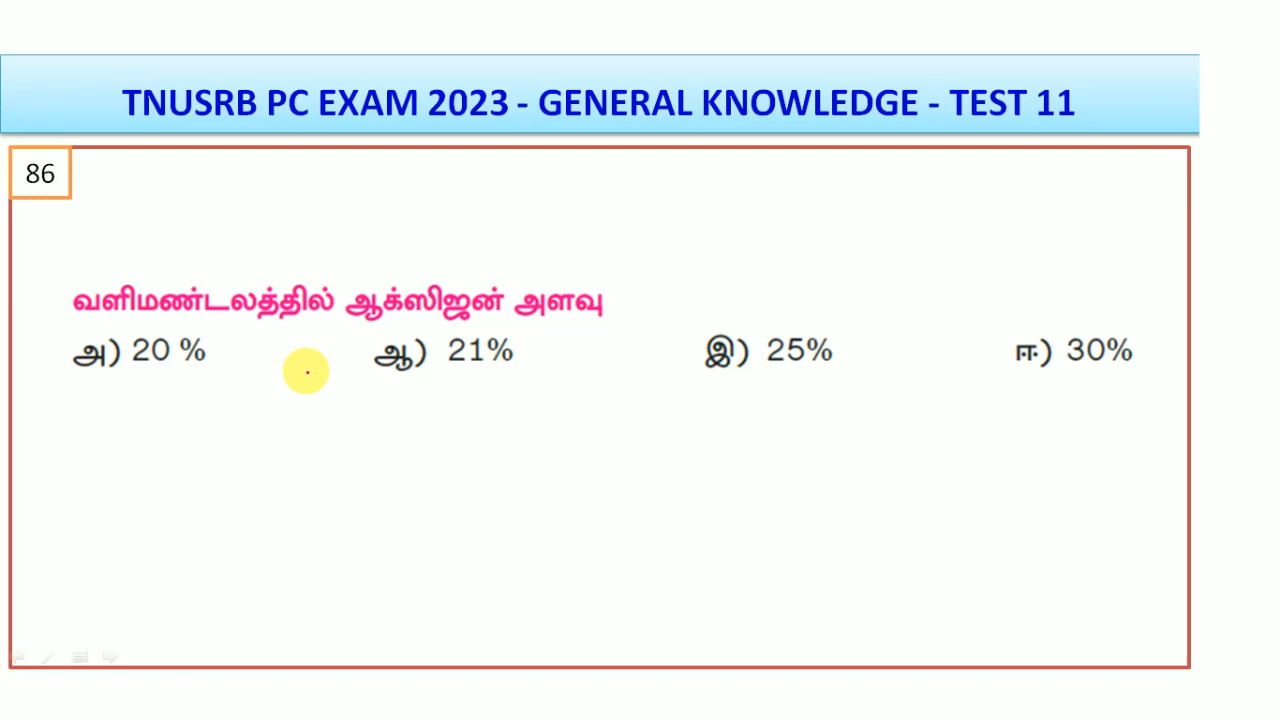 TNUSRB PC EXAM 2023 - GENERAL KNOWLEDGE - TEST 11
86
வளிமண்டலத்தில் ஆக்ஸிஜன் அளவு
அ) 20 % ஆ) 21% இ) 25% ஈ) 30%